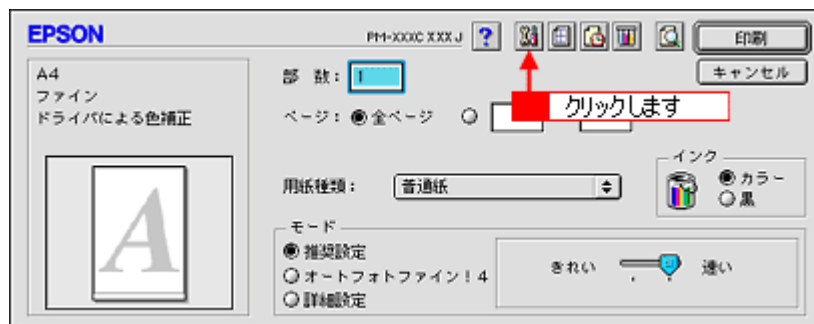 EPSON
PM-XXXC XXX J
?
印刷
キャンセル
A4
ファイン
ドライバによる色補正
A
部 数：1
ページ：全ページ
クリックします
用紙種類：普通紙
インク
カラー
黒
モード
推奨設定
オートフォトファイン！4
詳細設定
きれい
速い